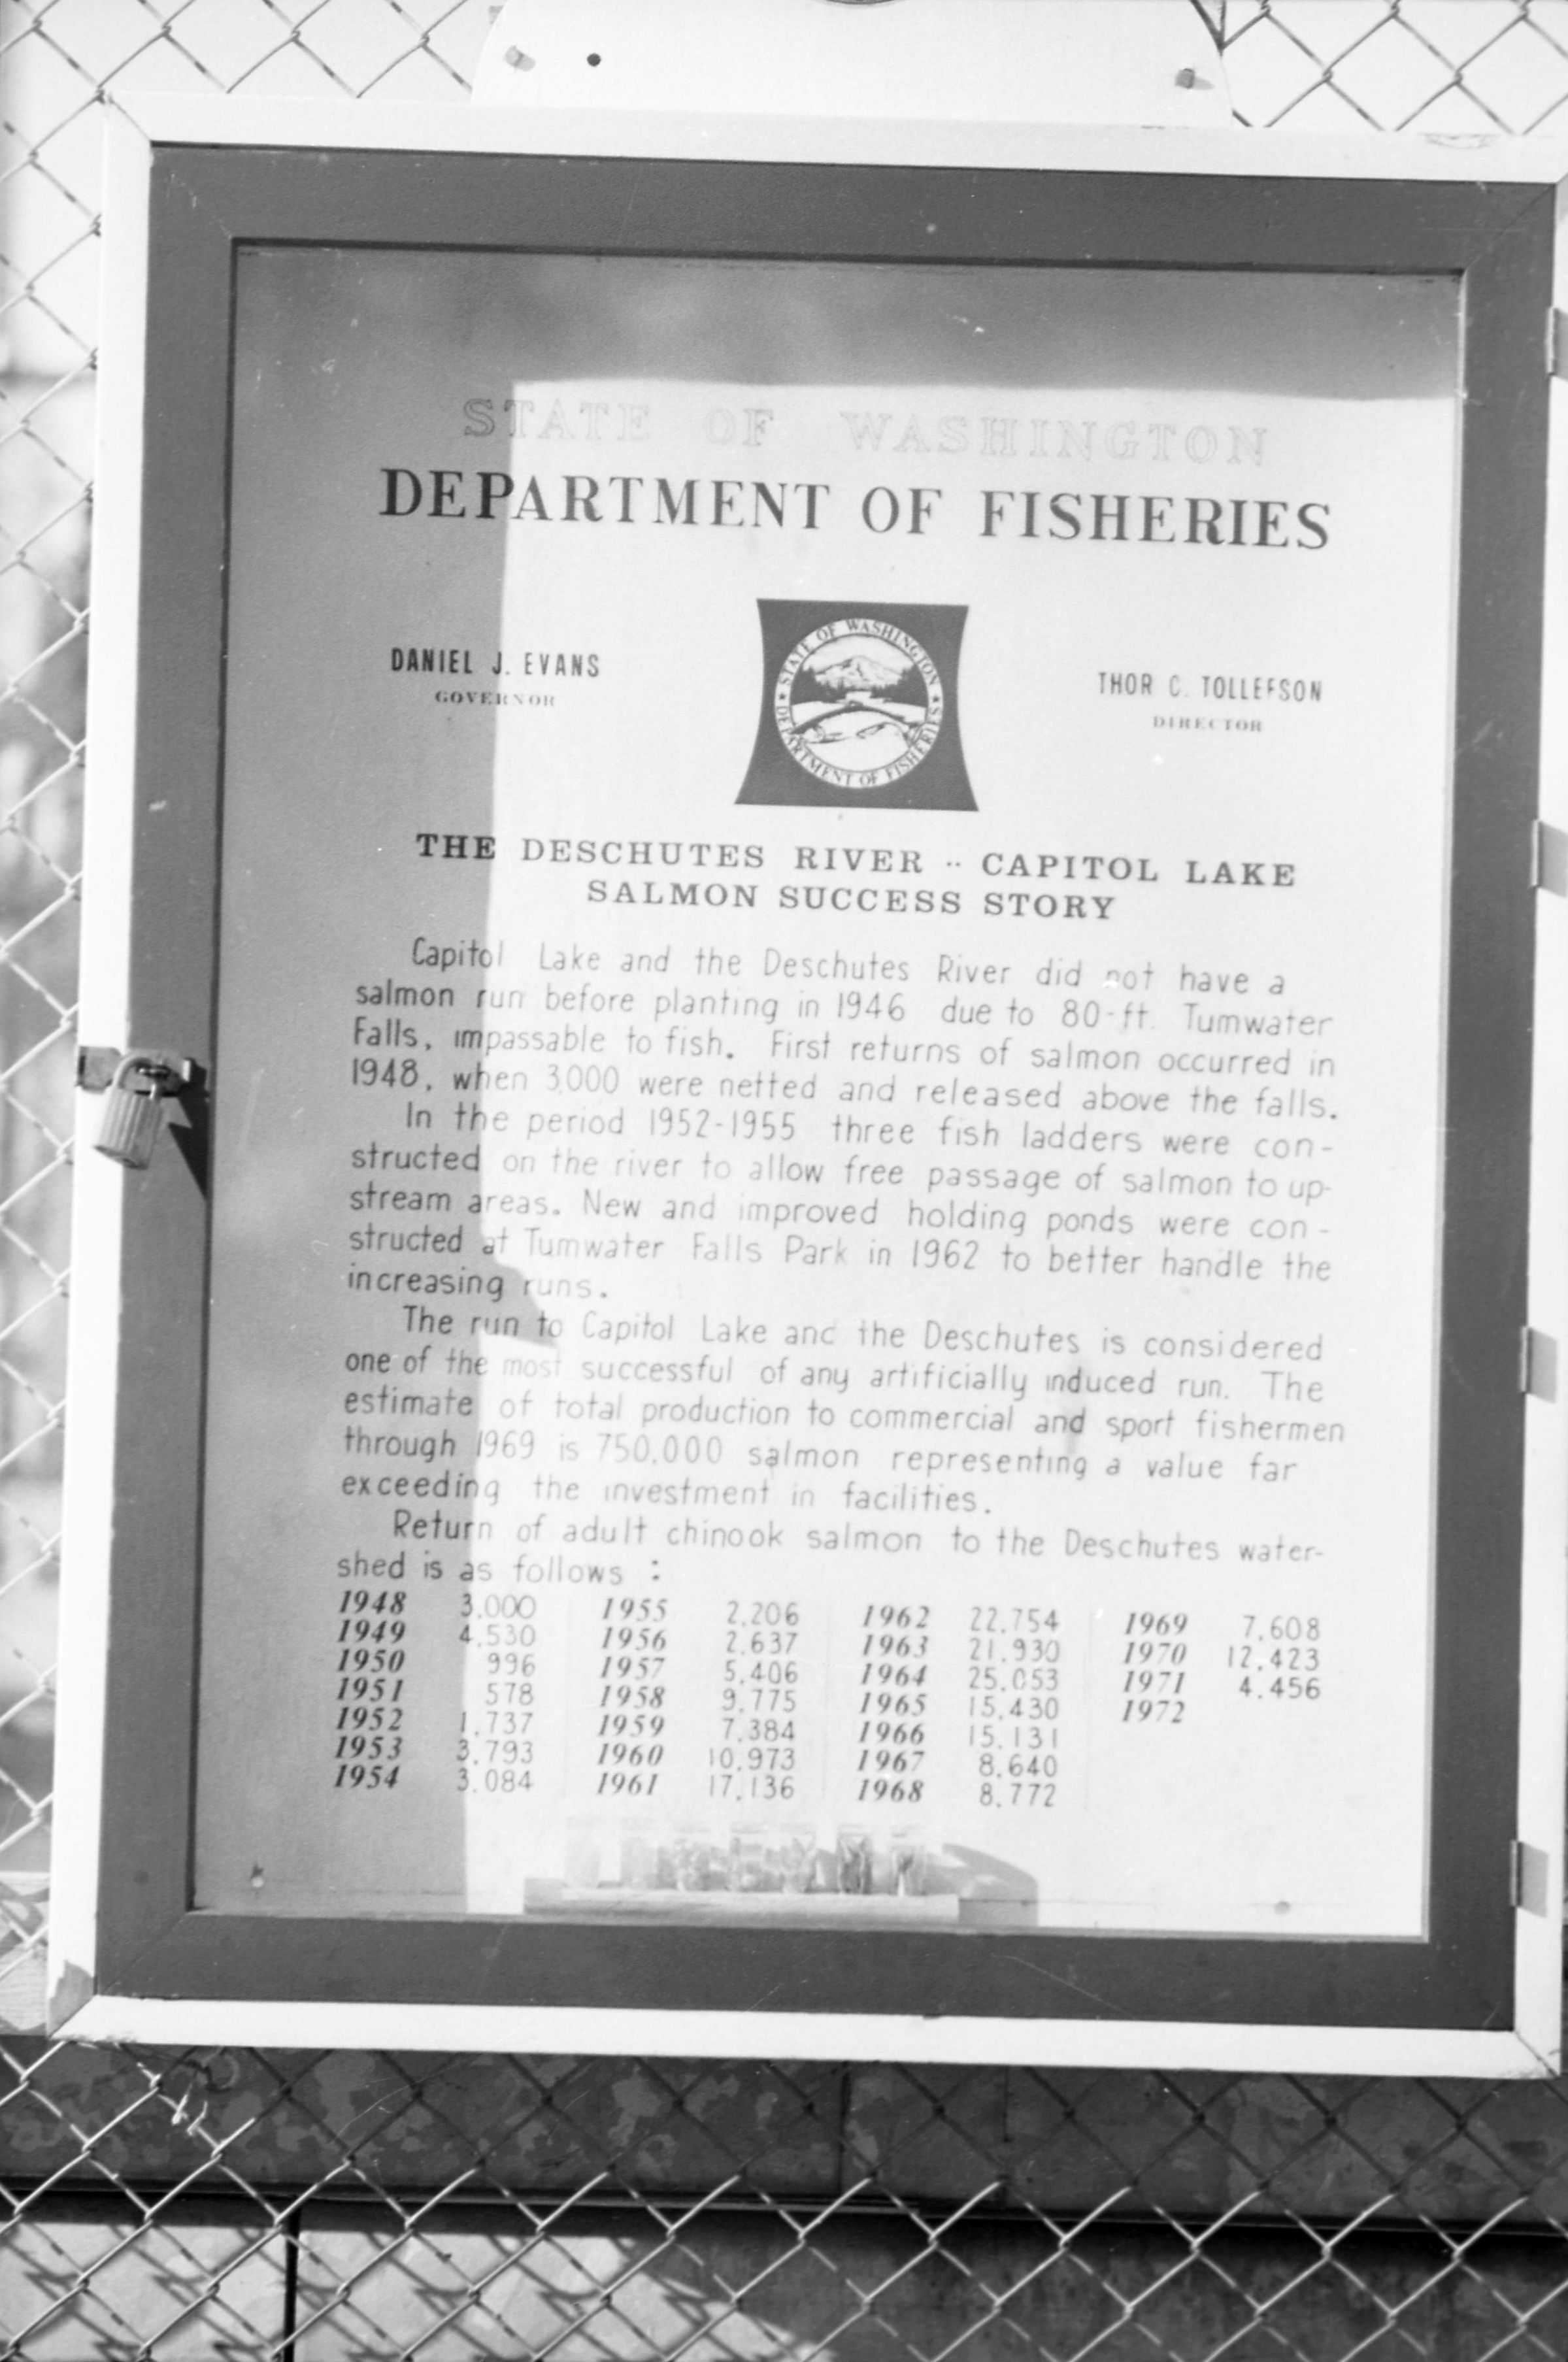 STATE OF WASHINGTON
DEPARTMENT OF FISHERIES
DANIEL J. EVANS
GOVERNOR
STATE OF WASHINGTON
DEPARTMENT OF FISHERIES
THOR C. TOLLEFSON
DIRECTOR
THE DESCHUTES RIVER -- CAPITOL LAKE
SALMON SUCCESS STORY
Capitol Lake and the Deschutes River did not have a
salmon run before planting in 1946 due to 80-ft. Tumwater
Falls, impassable to fish. First returns of salmon occurred in
1948, when 3,000 were netted and released above the falls.
In the period 1952-1955 three fish ladders were con-
structed on the river to allow free passage of salmon to up-
stream areas. New and improved holding ponds were con-
structed at Tumwater Falls Park in 1962 to better handle the
increasing runs.
The run to Capitol Lake and the Deschutes is considered
one of the most successful of any artificially induced run. The
estimate of total production to commercial and sport fishermen
through 1969 is 750,000 salmon representing a value far
exceeding the investment in facilities.
Return of adult chinook salmon to the Deschutes water-
shed is as follows :
1948 3,000 1955 2,206 1962 22,754 1969 7,608
1949 4,530 1956 2,637 1963 21,930 1970 12,423
1950 996 1957 5,406 1964 25,053 1971 4,456
1951 578 1958 9,775 1965 15,430 1972
1952 1,737 1959 7,384 1966 15,131
1953 3,793 1960 10,973 1967 8,640
1954 3,084 1961 17,136 1968 8,772